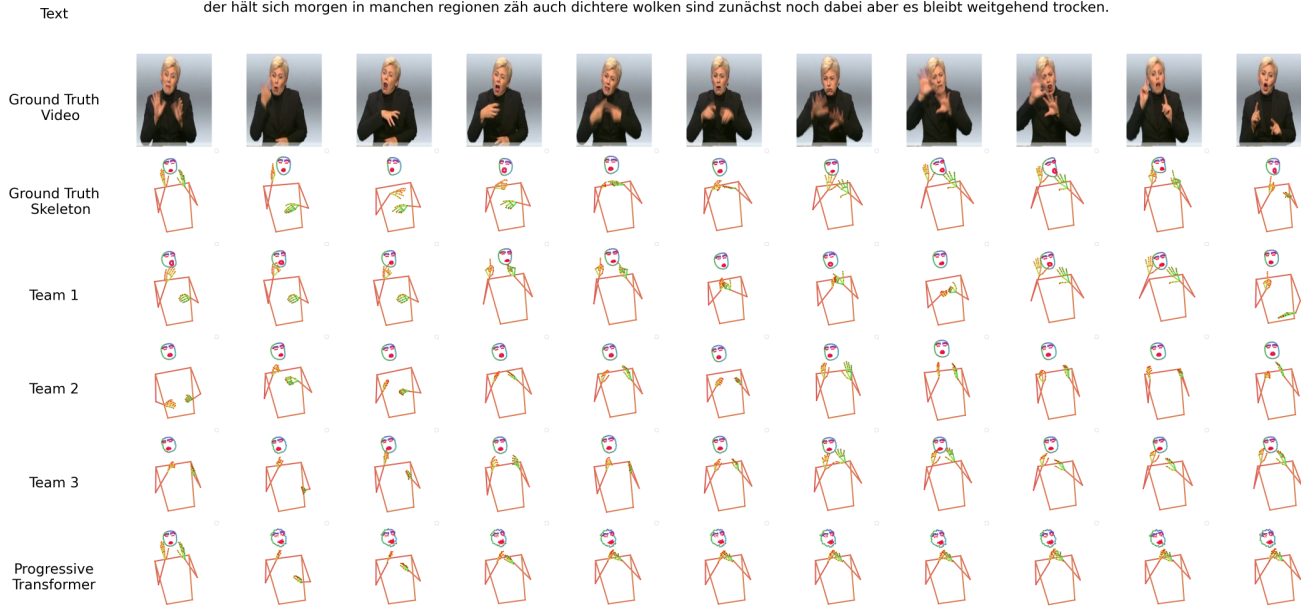 Text
der hält sich morgen in manchen regionen zäh auch dichtere wolken sind zunächst noch dabei aber es bleibt weitgehend trocken.
Ground Truth
Video
Ground Truth
Skeleton
Team 1
Team 2
Team 3
Progressive
Transformer